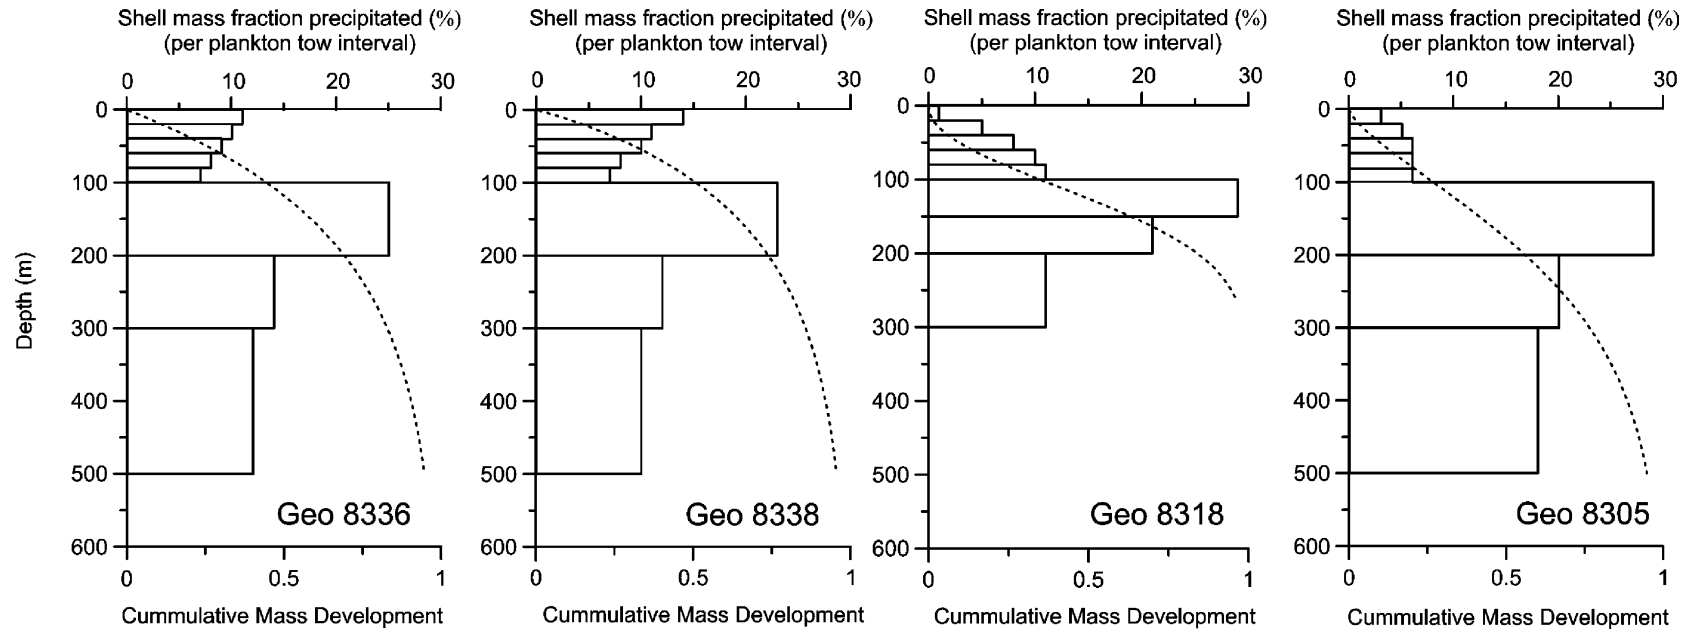 Shell mass fraction precipitated (%)
(per plankton tow interval)
0 10 20 30
0
100
200
300
400
500
600
Depth (m)
Geo 8336
0 0.5 1
Cummulative Mass Development
Shell mass fraction precipitated (%)
(per plankton tow interval)
0 10 20 30
0
100
200
300
400
500
600
Geo 8338
0 0.5 1
Cummulative Mass Development
Shell mass fraction precipitated (%)
(per plankton tow interval)
0 10 20 30
0
100
200
300
400
500
600
Geo 8318
0 0.5 1
Cummulative Mass Development
Shell mass fraction precipitated (%)
(per plankton tow interval)
0 10 20 30
0
100
200
300
400
500
600
Geo 8305
0 0.5 1
Cummulative Mass Development